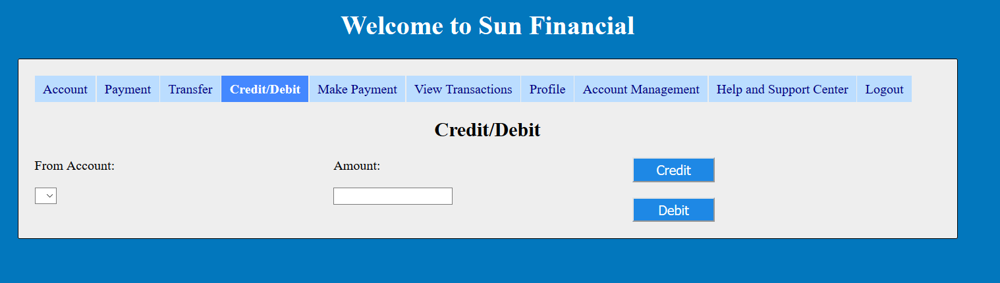 Welcome to Sun Financial
Account Payment Transfer Credit/Debit Make Payment View Transactions Profile Account Management Help and Support Center Logout
Credit/Debit
From Account: Amount: Credit
Debit